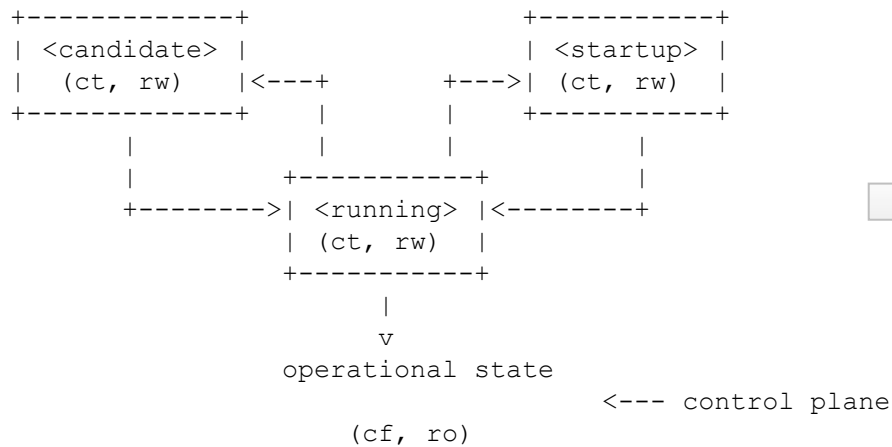 +-------------+                 +-----------+
| <candidate> |                 | <startup> |
|  (ct, rw)   |<---+       +--->| (ct, rw)  |
+-------------+    |       |    +-----------+
       |           |       |           |
       |         +-----------+         |
       +-------->| <running> |<--------+
                 | (ct, rw)  |
                 +-----------+
                       |
                       v
                 operational state
                                     <--- control plane
                     (cf, ro)